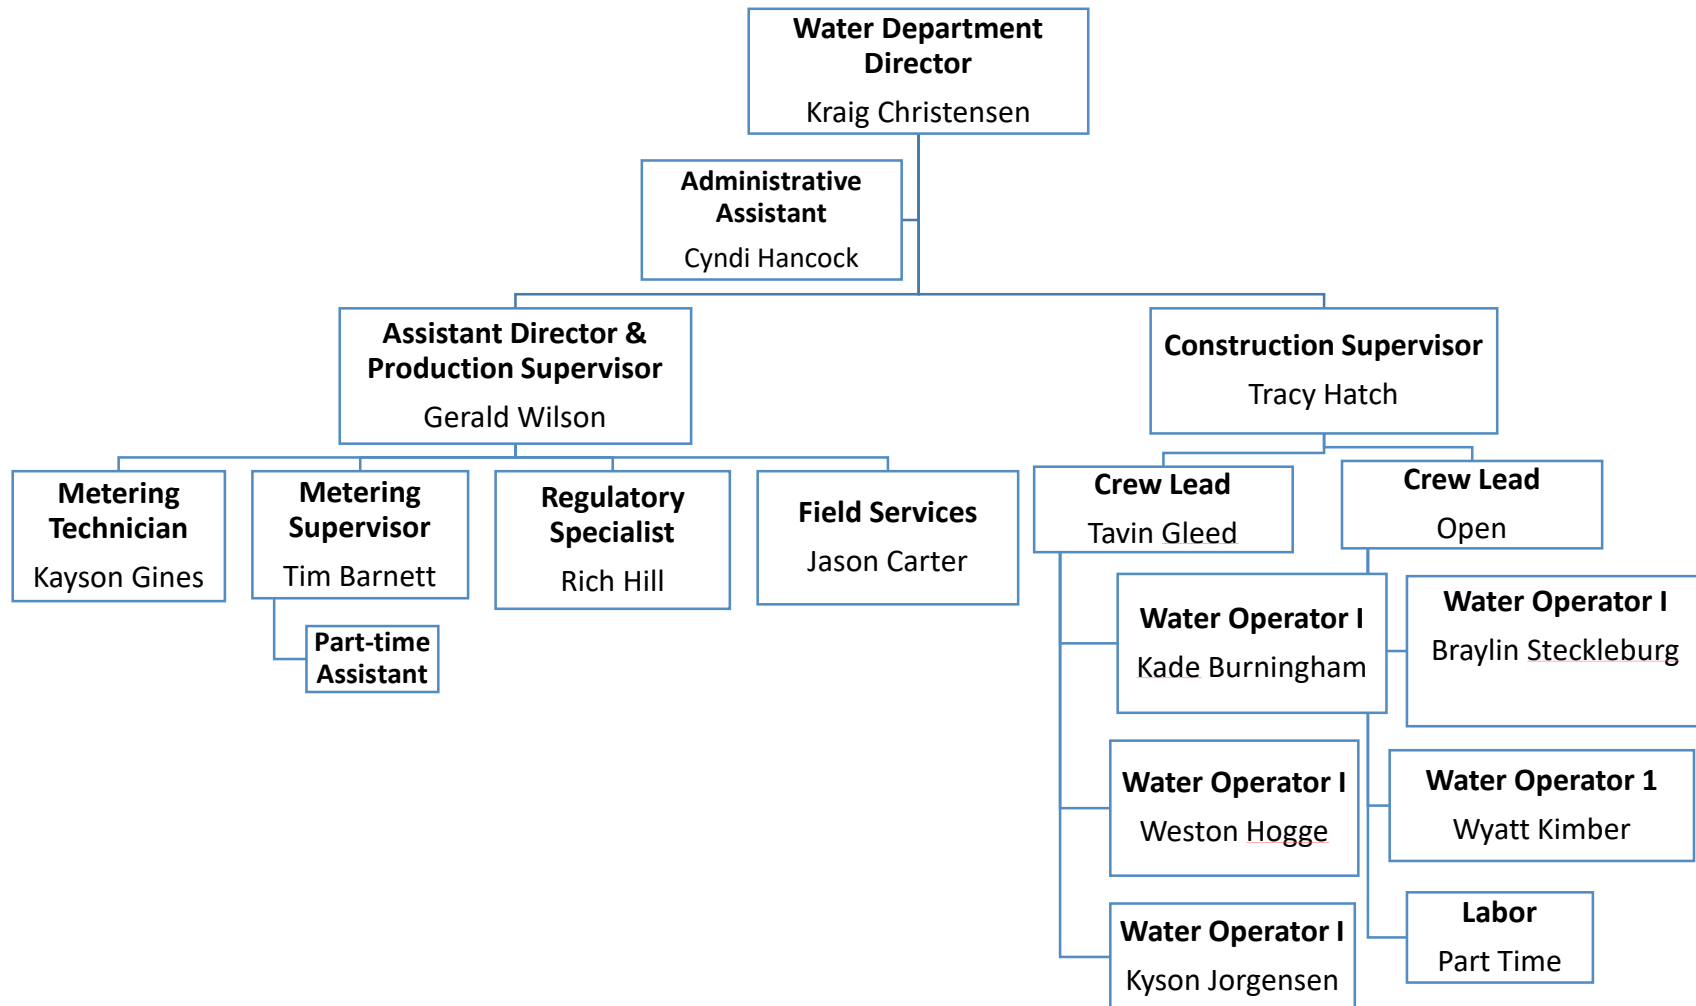 Water Department
Director
Kraig Christensen
Administrative
Assistant
Cyndi Hancock
Assistant Director &
Production Supervisor
Gerald Wilson
Construction Supervisor
Tracy Hatch
Metering
Technician
Kayson Gines
Metering
Supervisor
Tim Barnett
Part-time
Assistant
Regulatory
Specialist
Rich Hill
Field Services
Jason Carter
Crew Lead
Tavin Gleed
Water Operator I
Kade Burningham
Water Operator I
Weston Hogge
Water Operator I
Kyson Jorgensen
Crew Lead
Open
Water Operator I
Braylin Steckleburg
Water Operator 1
Wyatt Kimber
Labor
Part Time